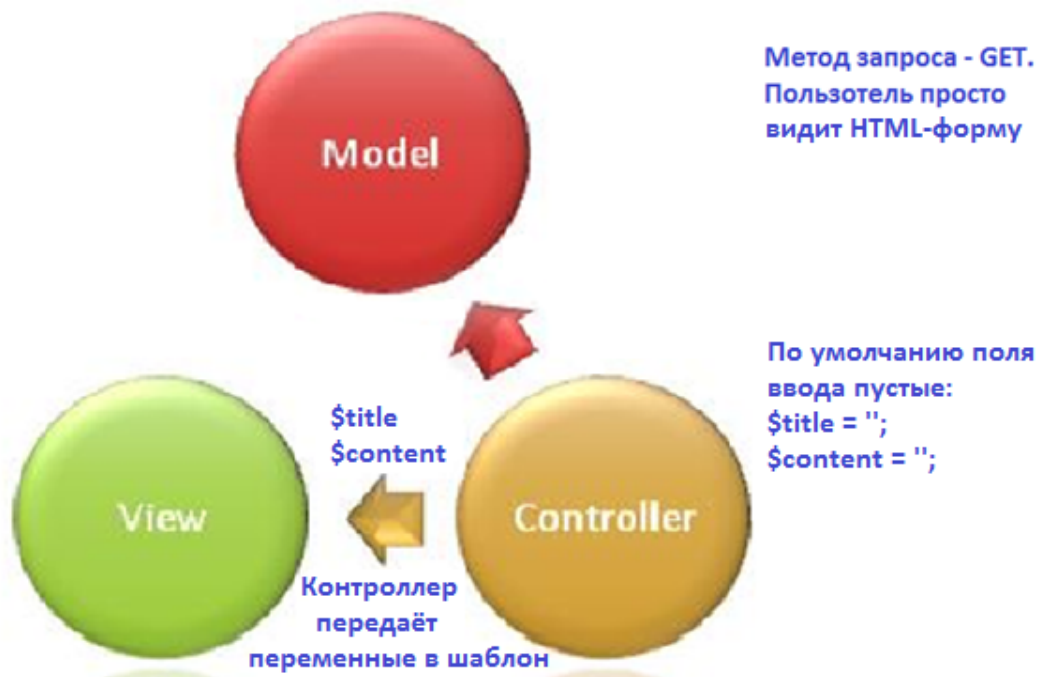 Model
Метод запроса - GET.
Пользотель просто
видит HTML-форму
View
$title
$content
Контроллер
передаёт
переменные в шаблон
Controller
По умолчанию поля
ввода пустые:
$title = '';
$content = '';